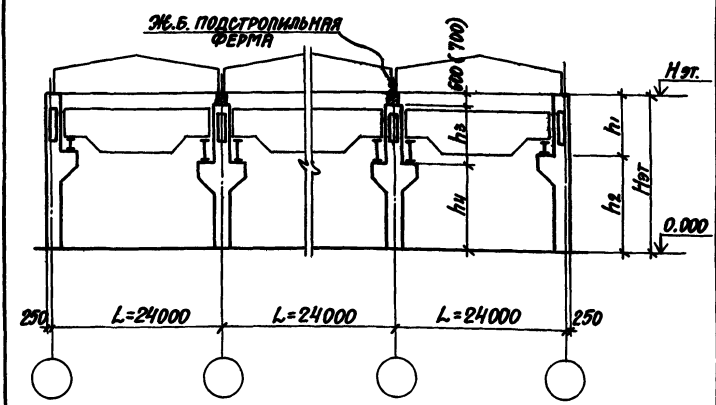 Ж.Б. ПОДСТРОПИЛЬНАЯ
ФЕРМА
600 (700)
Нэт.
h3
h1
Нэт
h4
h2
0.000
250
L=24000
L=24000
L=24000
250